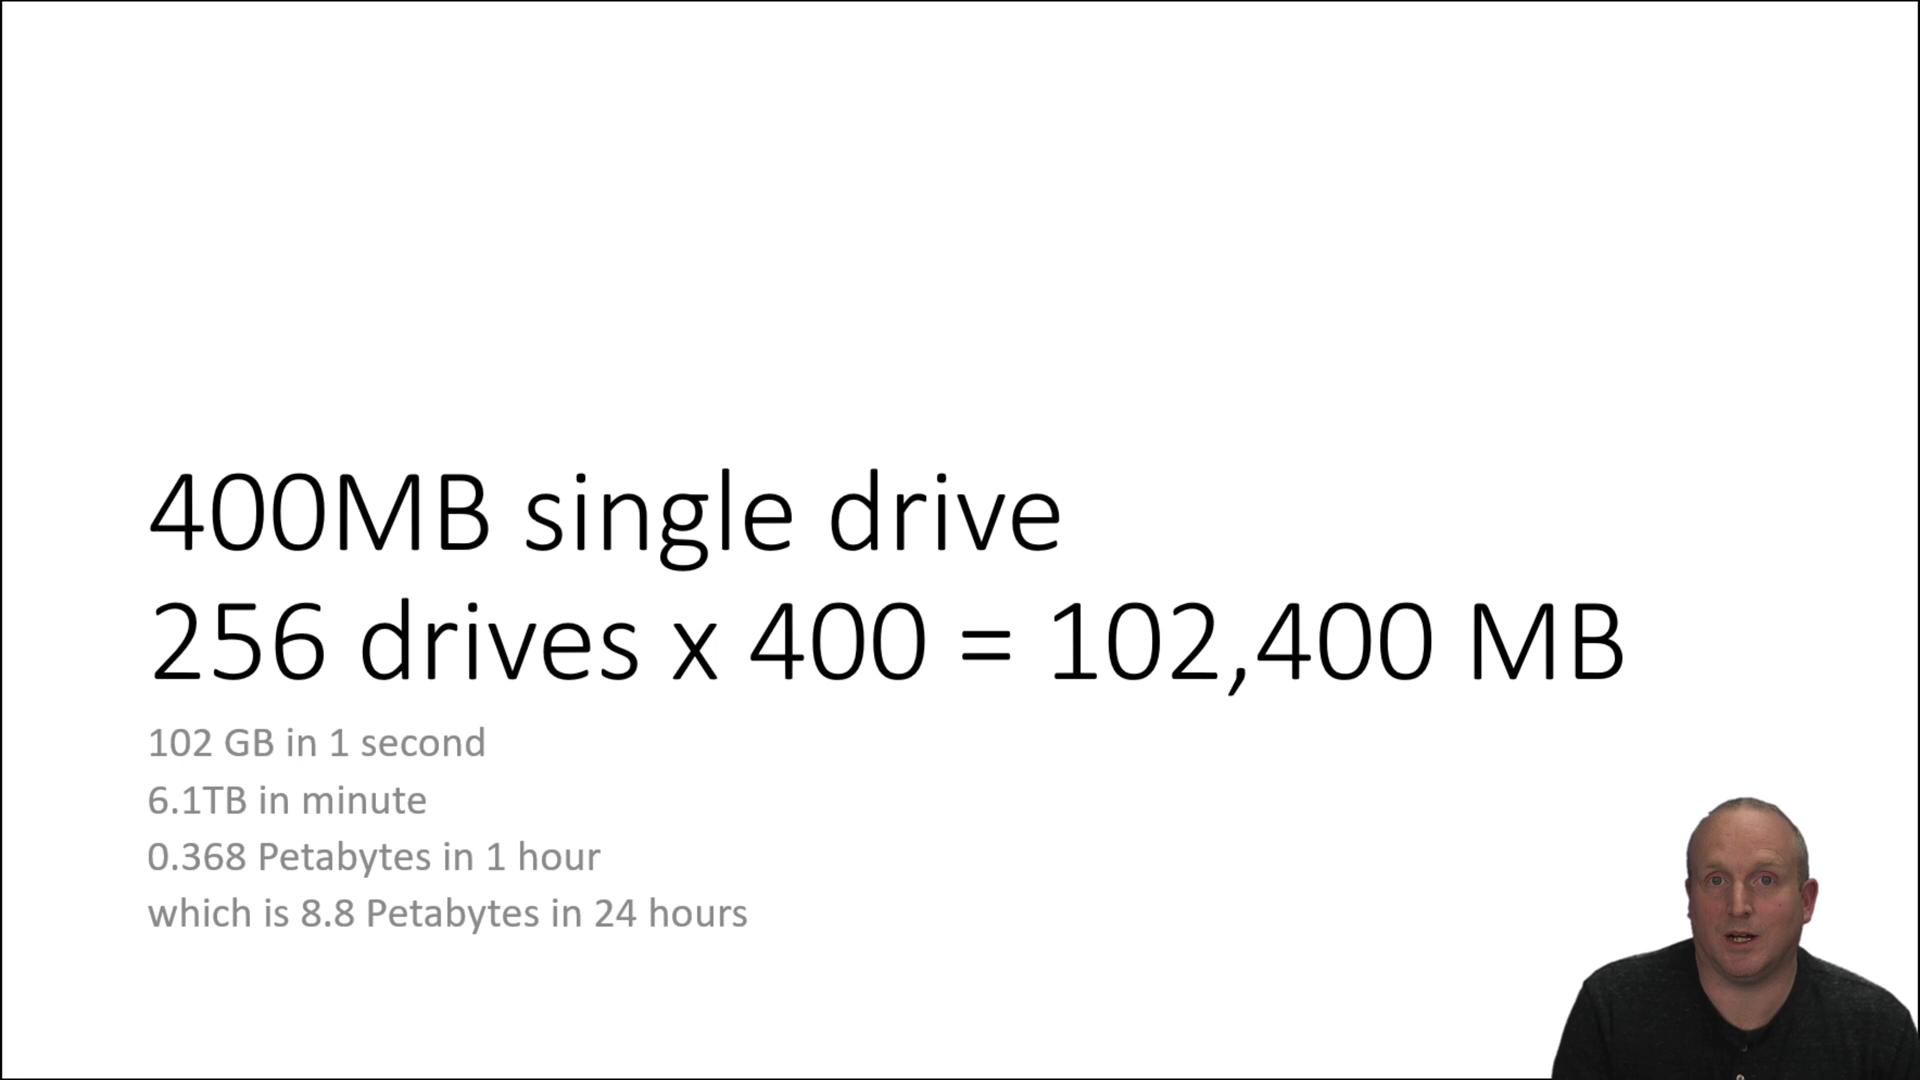 400MB single drive
256 drives x 400 = 102,400 MB
102 GB in 1 second
6.1TB in minute
0.368 Petabytes in 1 hour
which is 8.8 Petabytes in 24 hours